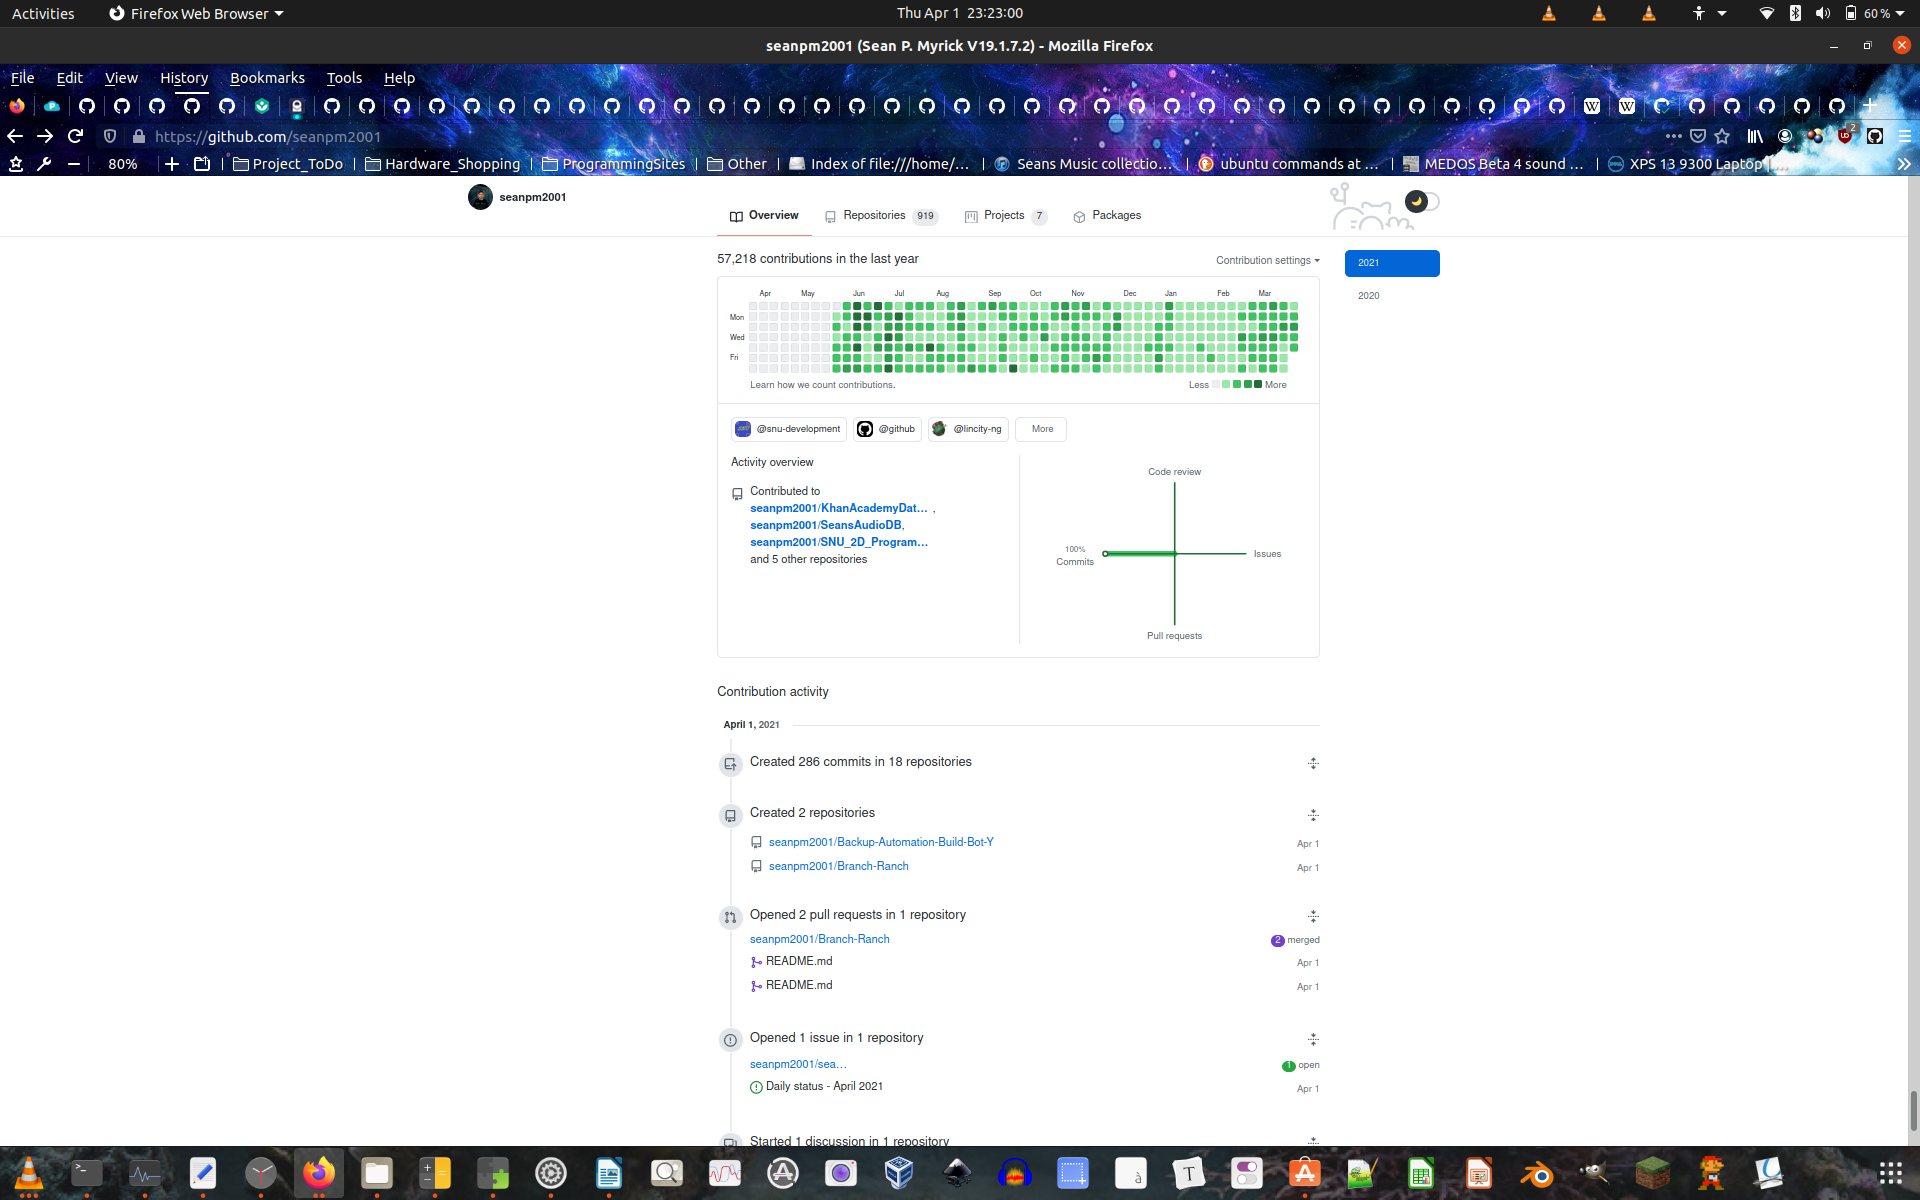 Activities Firefox Web Browser Thu Apr 1 23:23:00 60 %
seanpm2001 (Sean P. Myrick V19.1.7.2) - Mozilla Firefox
File Edit View History Bookmarks Tools Help
https://github.com/seanpm2001 2
80% Project_ToDo Hardware_Shopping ProgrammingSites Other Index of file:///home/… Seans Music collectio… ubuntu commands at … MEDOS Beta 4 sound … XPS 13 9300 Laptop |…
seanpm2001
Overview Repositories 919 Projects 7 Packages
57,218 contributions in the last year Contribution settings 2021
2020
Apr May Jun Jul Aug Sep Oct Nov Dec Jan Feb Mar
Mon
Wed
Fri
Learn how we count contributions. Less More
@snu-development @github @lincity-ng More
Activity overview
Contributed to
seanpm2001/KhanAcademyDat… ,
seanpm2001/SeansAudioDB,
seanpm2001/SNU_2D_Program…
and 5 other repositories
Code review
100%
Commits
Issues
Pull requests
Contribution activity
April 1, 2021
Created 286 commits in 18 repositories
Created 2 repositories
seanpm2001/Backup-Automation-Build-Bot-Y Apr 1
seanpm2001/Branch-Ranch Apr 1
Opened 2 pull requests in 1 repository
seanpm2001/Branch-Ranch 2 merged
README.md Apr 1
README.md Apr 1
Opened 1 issue in 1 repository
seanpm2001/sea… 1 open
Daily status - April 2021 Apr 1
Started 1 discussion in 1 repository